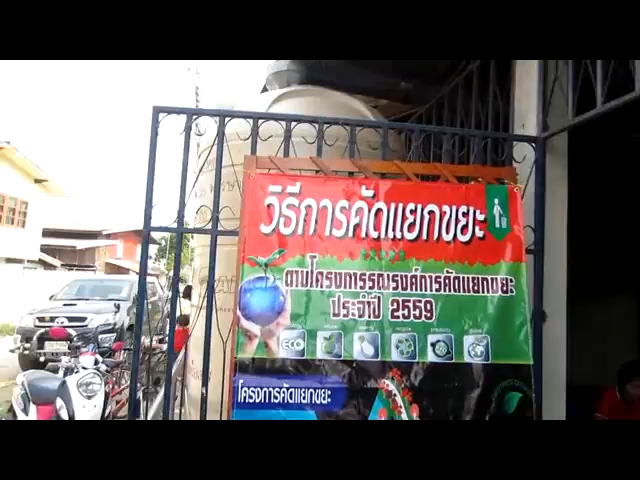 วิธีการคัดแยกขยะ
ตามโครงการรณรงค์การคัดแยกขยะ
ประจำปี 2559
ECO
โครงการคัดแยกขยะ